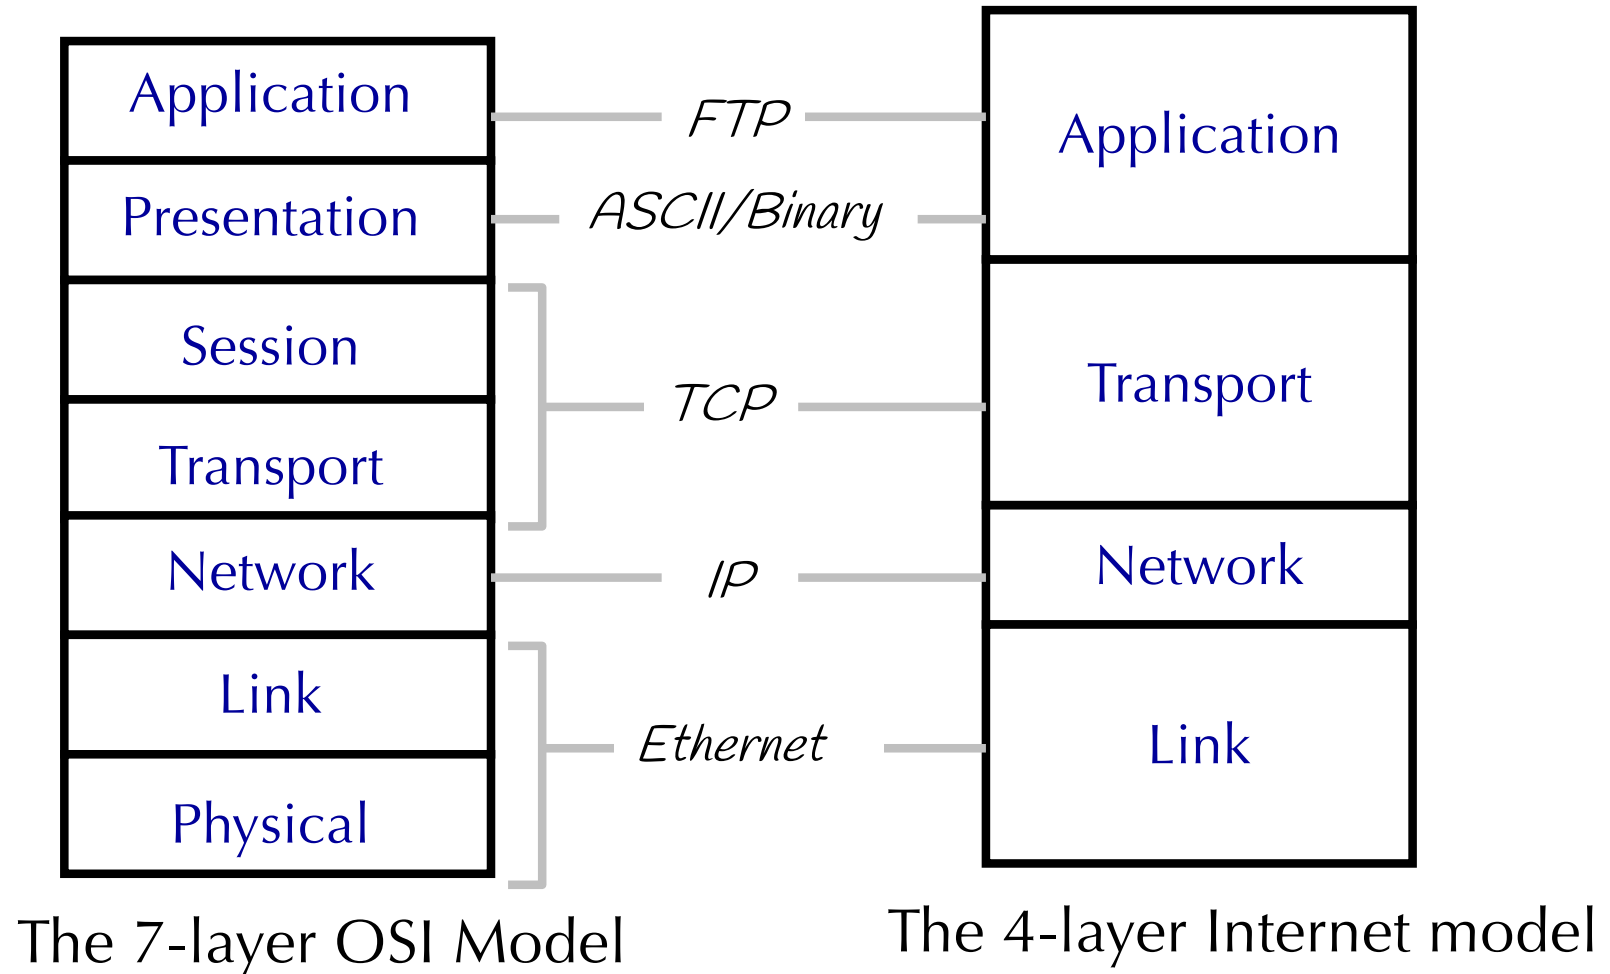 Application
Presentation
Session
Transport
Network
Link
Physical
The 7-layer OSI Model
FTP
ASCII/Binary
TCP
IP
Ethernet
Application
Transport
Network
Link
The 4-layer Internet model